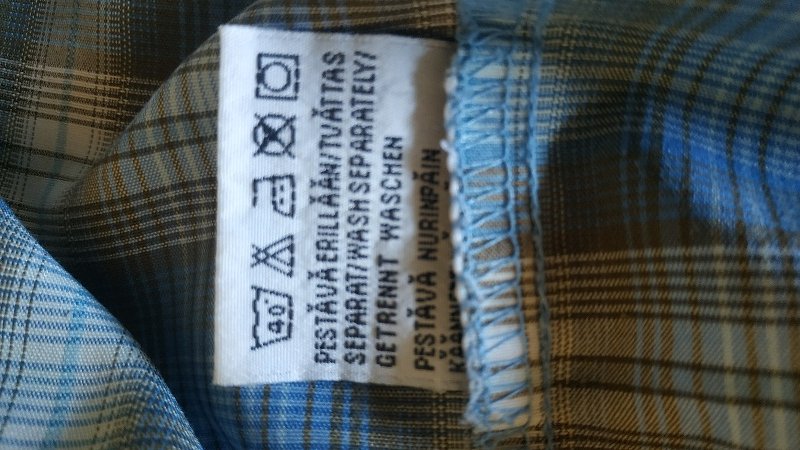 40
PESTÄVÄ ERILLÄÄN/TVÄTTAS
SEPARAT/WASH SEPARATELY/
GETRENNT WASCHEN
PESTÄVÄ NURINPÄIN